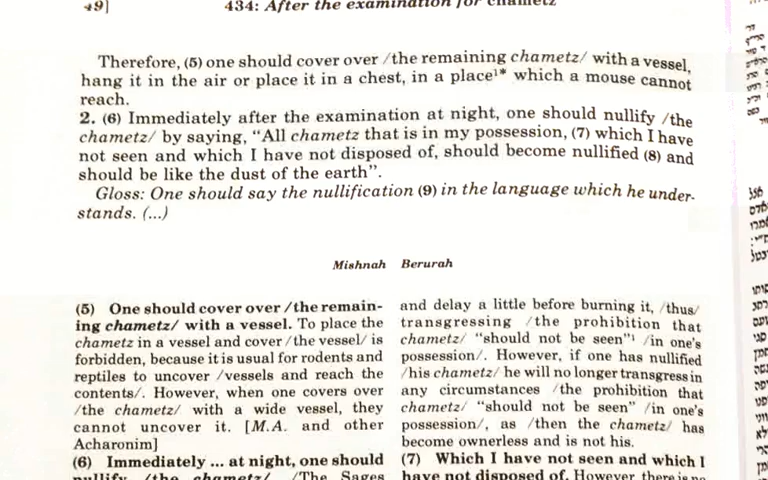 49]
434: After the examination for chametz
Therefore, (5) one should cover over /the remaining chametz/ with a vessel,
hang it in the air or place it in a chest, in a place¹* which a mouse cannot
reach.
2. (6) Immediately after the examination at night, one should nullify /the
chametz/ by saying, “All chametz that is in my possession, (7) which I have
not seen and which I have not disposed of, should become nullified (8) and
should be like the dust of the earth”.
Gloss: One should say the nullification (9) in the language which he under-
stands. (...)
Mishnah Berurah
(5) One should cover over /the remain-
ing chametz/ with a vessel. To place the
chametz in a vessel and cover /the vessel/ is
forbidden, because it is usual for rodents and
reptiles to uncover /vessels and reach the
contents/. However, when one covers over
/the chametz/ with a wide vessel, they
cannot uncover it. [M.A. and other
Acharonim]
(6) Immediately ... at night, one should
nullify /the chametz/. /The Sages
and delay a little before burning it, /thus/
transgressing /the prohibition that
chametz/ “should not be seen”¹ /in one's
possession/. However, if one has nullified
/his chametz/ he will no longer transgress in
any circumstances /the prohibition that
chametz/ “should not be seen” /in one's
possession/, as /then the chametz/ has
become ownerless and is not his.
(7) Which I have not seen and which I
have not disposed of. However there is no